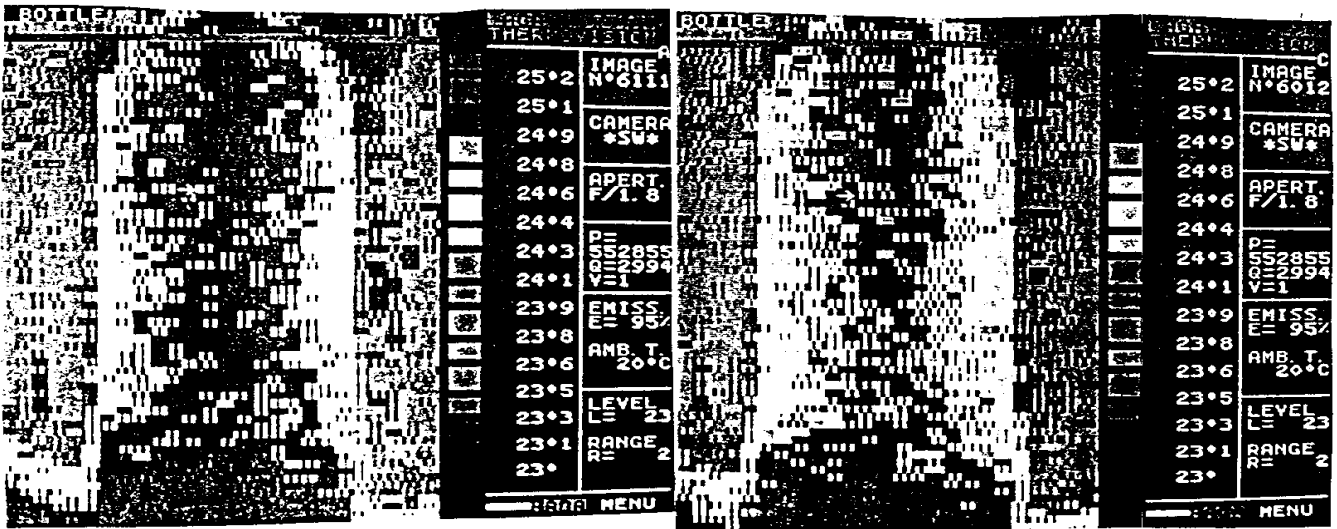 BOTTLE
A
IMAGE
N°6111
25•2
25•1
CAMERA
*SW*
24•9
24•8
APERT.
F/1.8
24•6
24•4
P=
552855
Q=2994
V=1
24•3
24•1
23•9
EMISS.
E= 95%
23•8
AMB. T.
20°C
23•6
23•5
LEVEL
L= 23
23•3
23•1
RANGE
R= 2
23•
MENU
BOTTLE
C
IMAGE
N°6012
25•2
25•1
CAMERA
*SW*
24•9
24•8
APERT.
F/1.8
24•6
24•4
P=
552855
Q=2994
V=1
24•3
24•1
23•9
EMISS.
E= 95%
23•8
AMB. T.
20°C
23•6
23•5
LEVEL
L= 23
23•3
23•1
RANGE
R= 2
23•
MENU